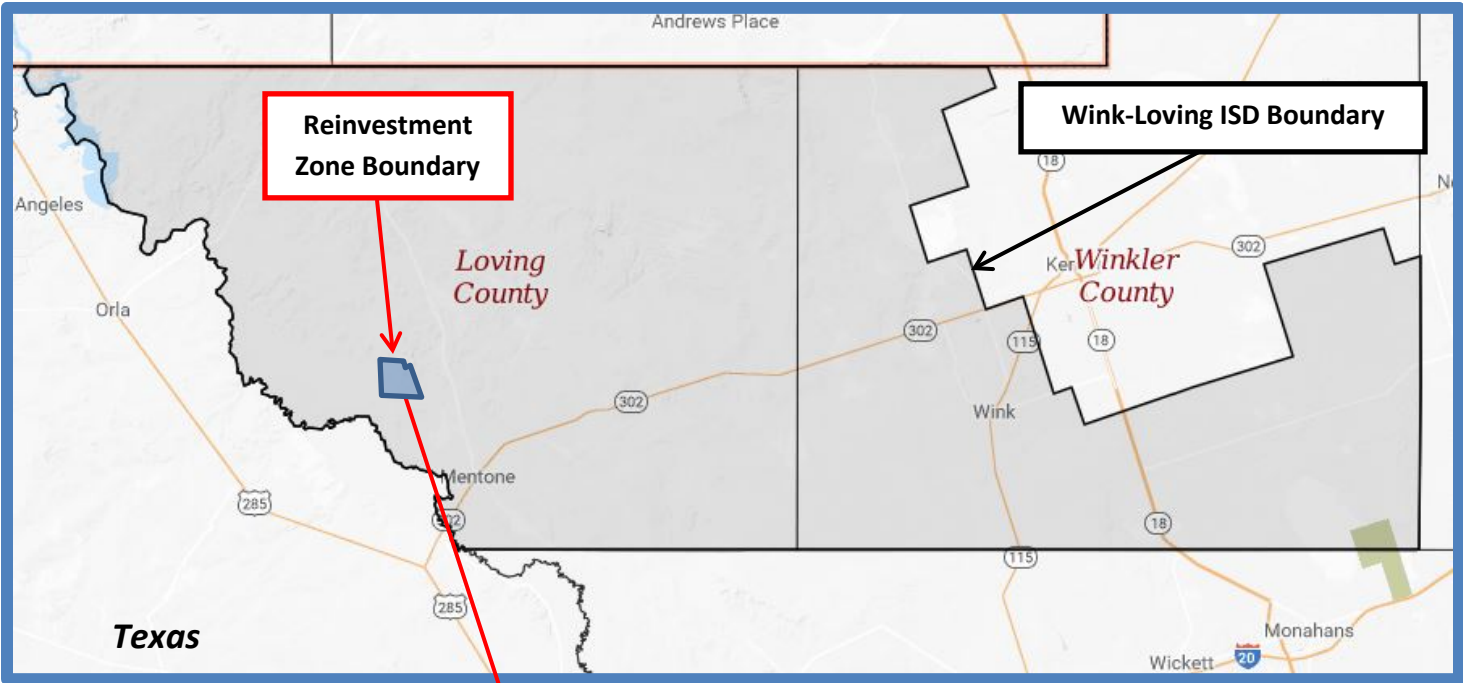 Andrews Place
Reinvestment
Zone Boundary
Wink-Loving ISD Boundary
18
Angeles
Loving
County
302
Ker
Winkler
County
Orla
302
115
18
302
Wink
Mentone
285
302
18
115
285
Texas
Monahans
Wickett
20